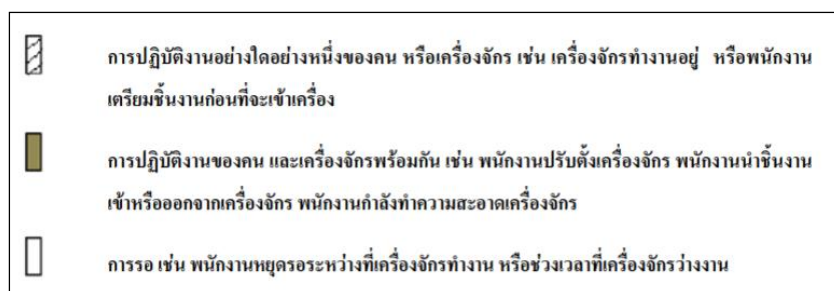 การปฏิบัติงานอย่างใดอย่างหนึ่งของคน หรือเครื่องจักร เช่น เครื่องจักรทำงานอยู่ หรือพนักงาน
เตรียมชิ้นงานก่อนที่จะเข้าเครื่อง
การปฏิบัติงานของคน และเครื่องจักรพร้อมกัน เช่น พนักงานปรับตั้งเครื่องจักร พนักงานนำชิ้นงาน
เข้าหรือออกจากเครื่องจักร พนักงานกำลังทำความสะอาดเครื่องจักร
การรอ เช่น พนักงานหยุดรอระหว่างที่เครื่องจักรทำงาน หรือช่วงเวลาที่เครื่องจักรว่างงาน